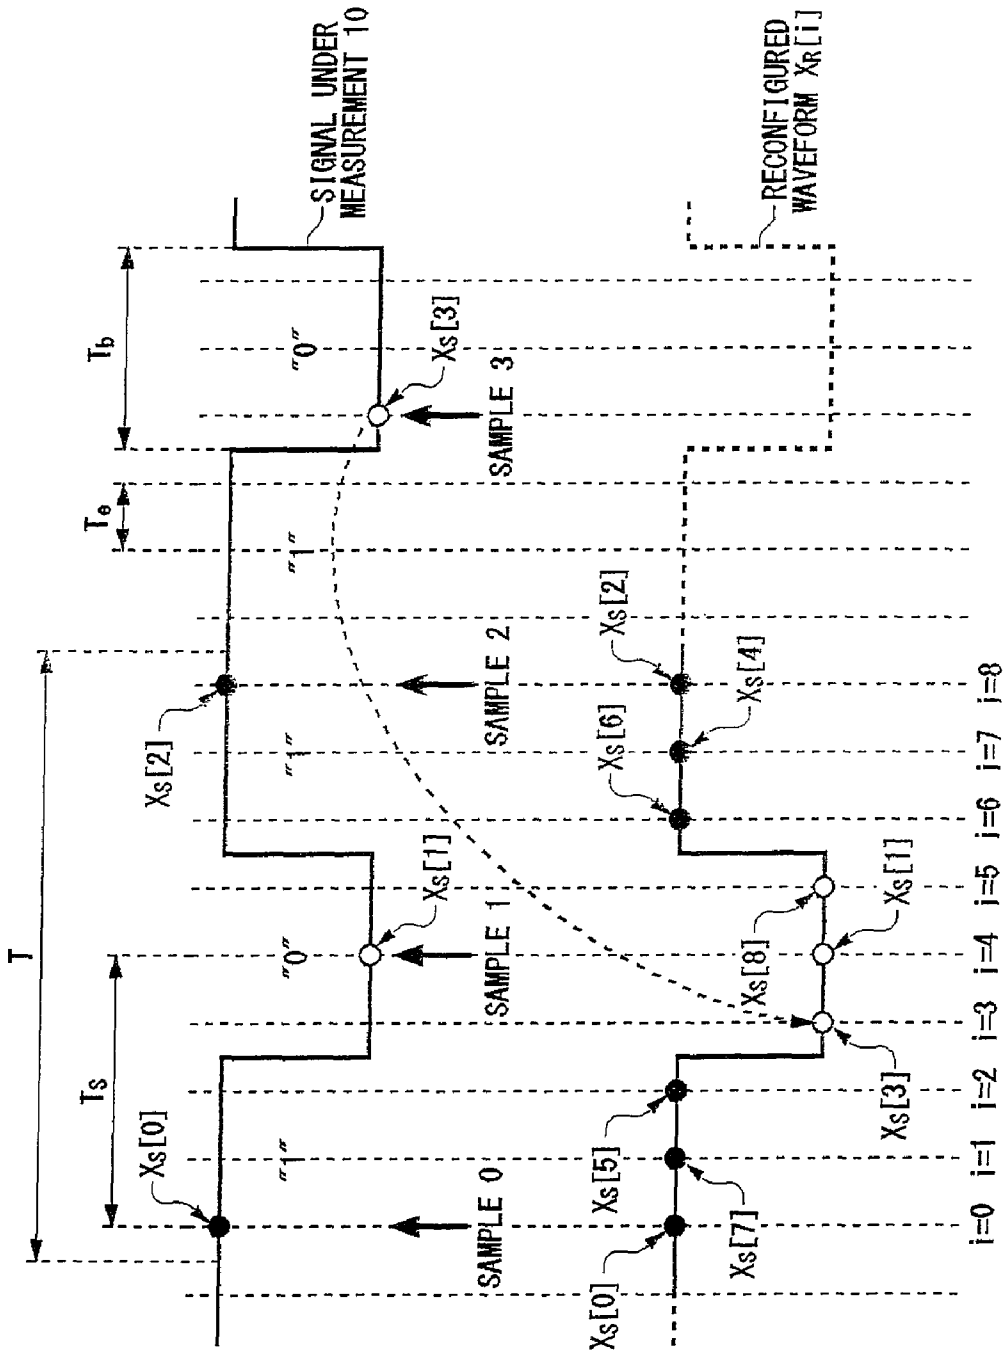 T
Ts
Te
Tb
Xs[0]
Xs[2]
SIGNAL UNDER
MEASUREMENT 10
"1"
"0"
"1"
"1"
"0"
Xs[1]
Xs[3]
SAMPLE 0
SAMPLE 1
SAMPLE 2
SAMPLE 3
Xs[0]
Xs[5]
Xs[8]
Xs[6]
Xs[2]
RECONFIGURED
WAVEFORM XR[i]
Xs[7]
Xs[3]
Xs[1]
Xs[4]
i=0
i=1
i=2
i=3
i=4
i=5
i=6
i=7
i=8